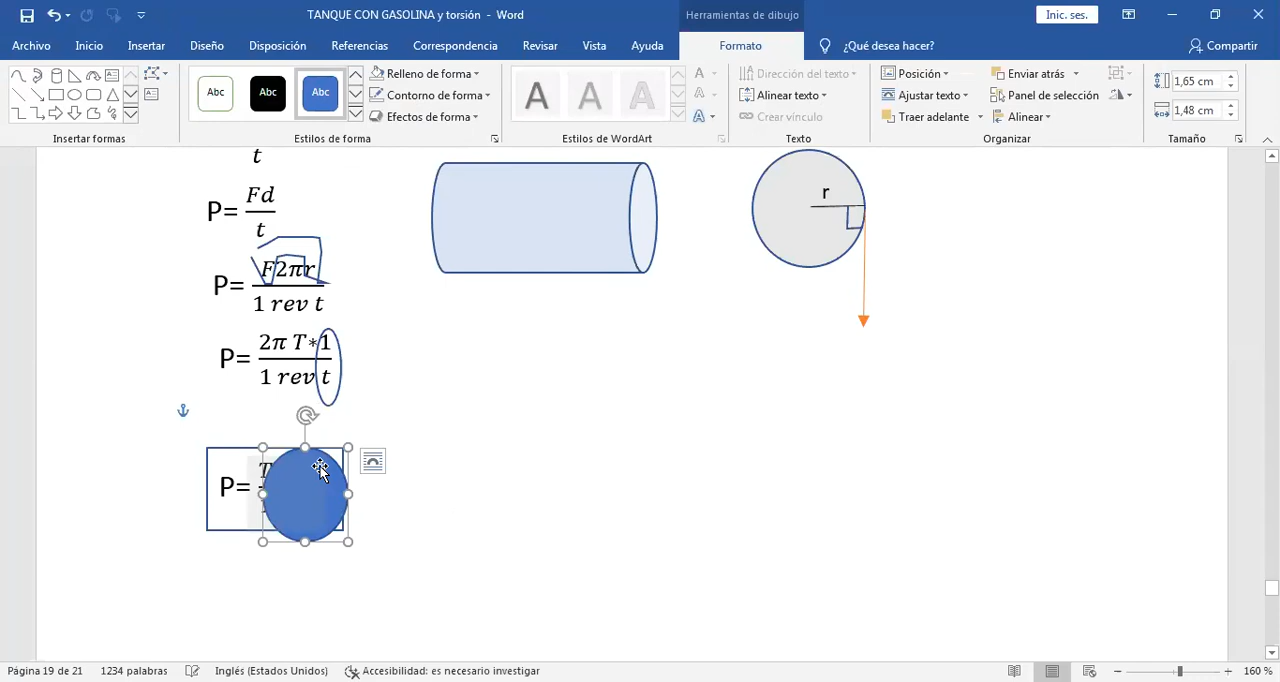 TANQUE CON GASOLINA y torsión - Word
Herramientas de dibujo
Inic. ses.
Archivo Inicio Insertar Diseño Disposición Referencias Correspondencia Revisar Vista Ayuda Formato ¿Qué desea hacer? Compartir
Abc Abc Abc
Relleno de forma
Contorno de forma
Efectos de forma
A A A
A
A
A
Dirección del texto
Alinear texto
Crear vínculo
Posición
Ajustar texto
Traer adelante
Enviar atrás
Panel de selección
Alinear
1,65 cm
1,48 cm
Insertar formas Estilos de forma Estilos de WordArt Texto Organizar Tamaño
t
P= Fd
t
r
P= F2πr
1 rev t
P= 2π T*1
1 rev t
P= T
Página 19 de 21 1234 palabras Inglés (Estados Unidos) Accesibilidad: es necesario investigar 160 %